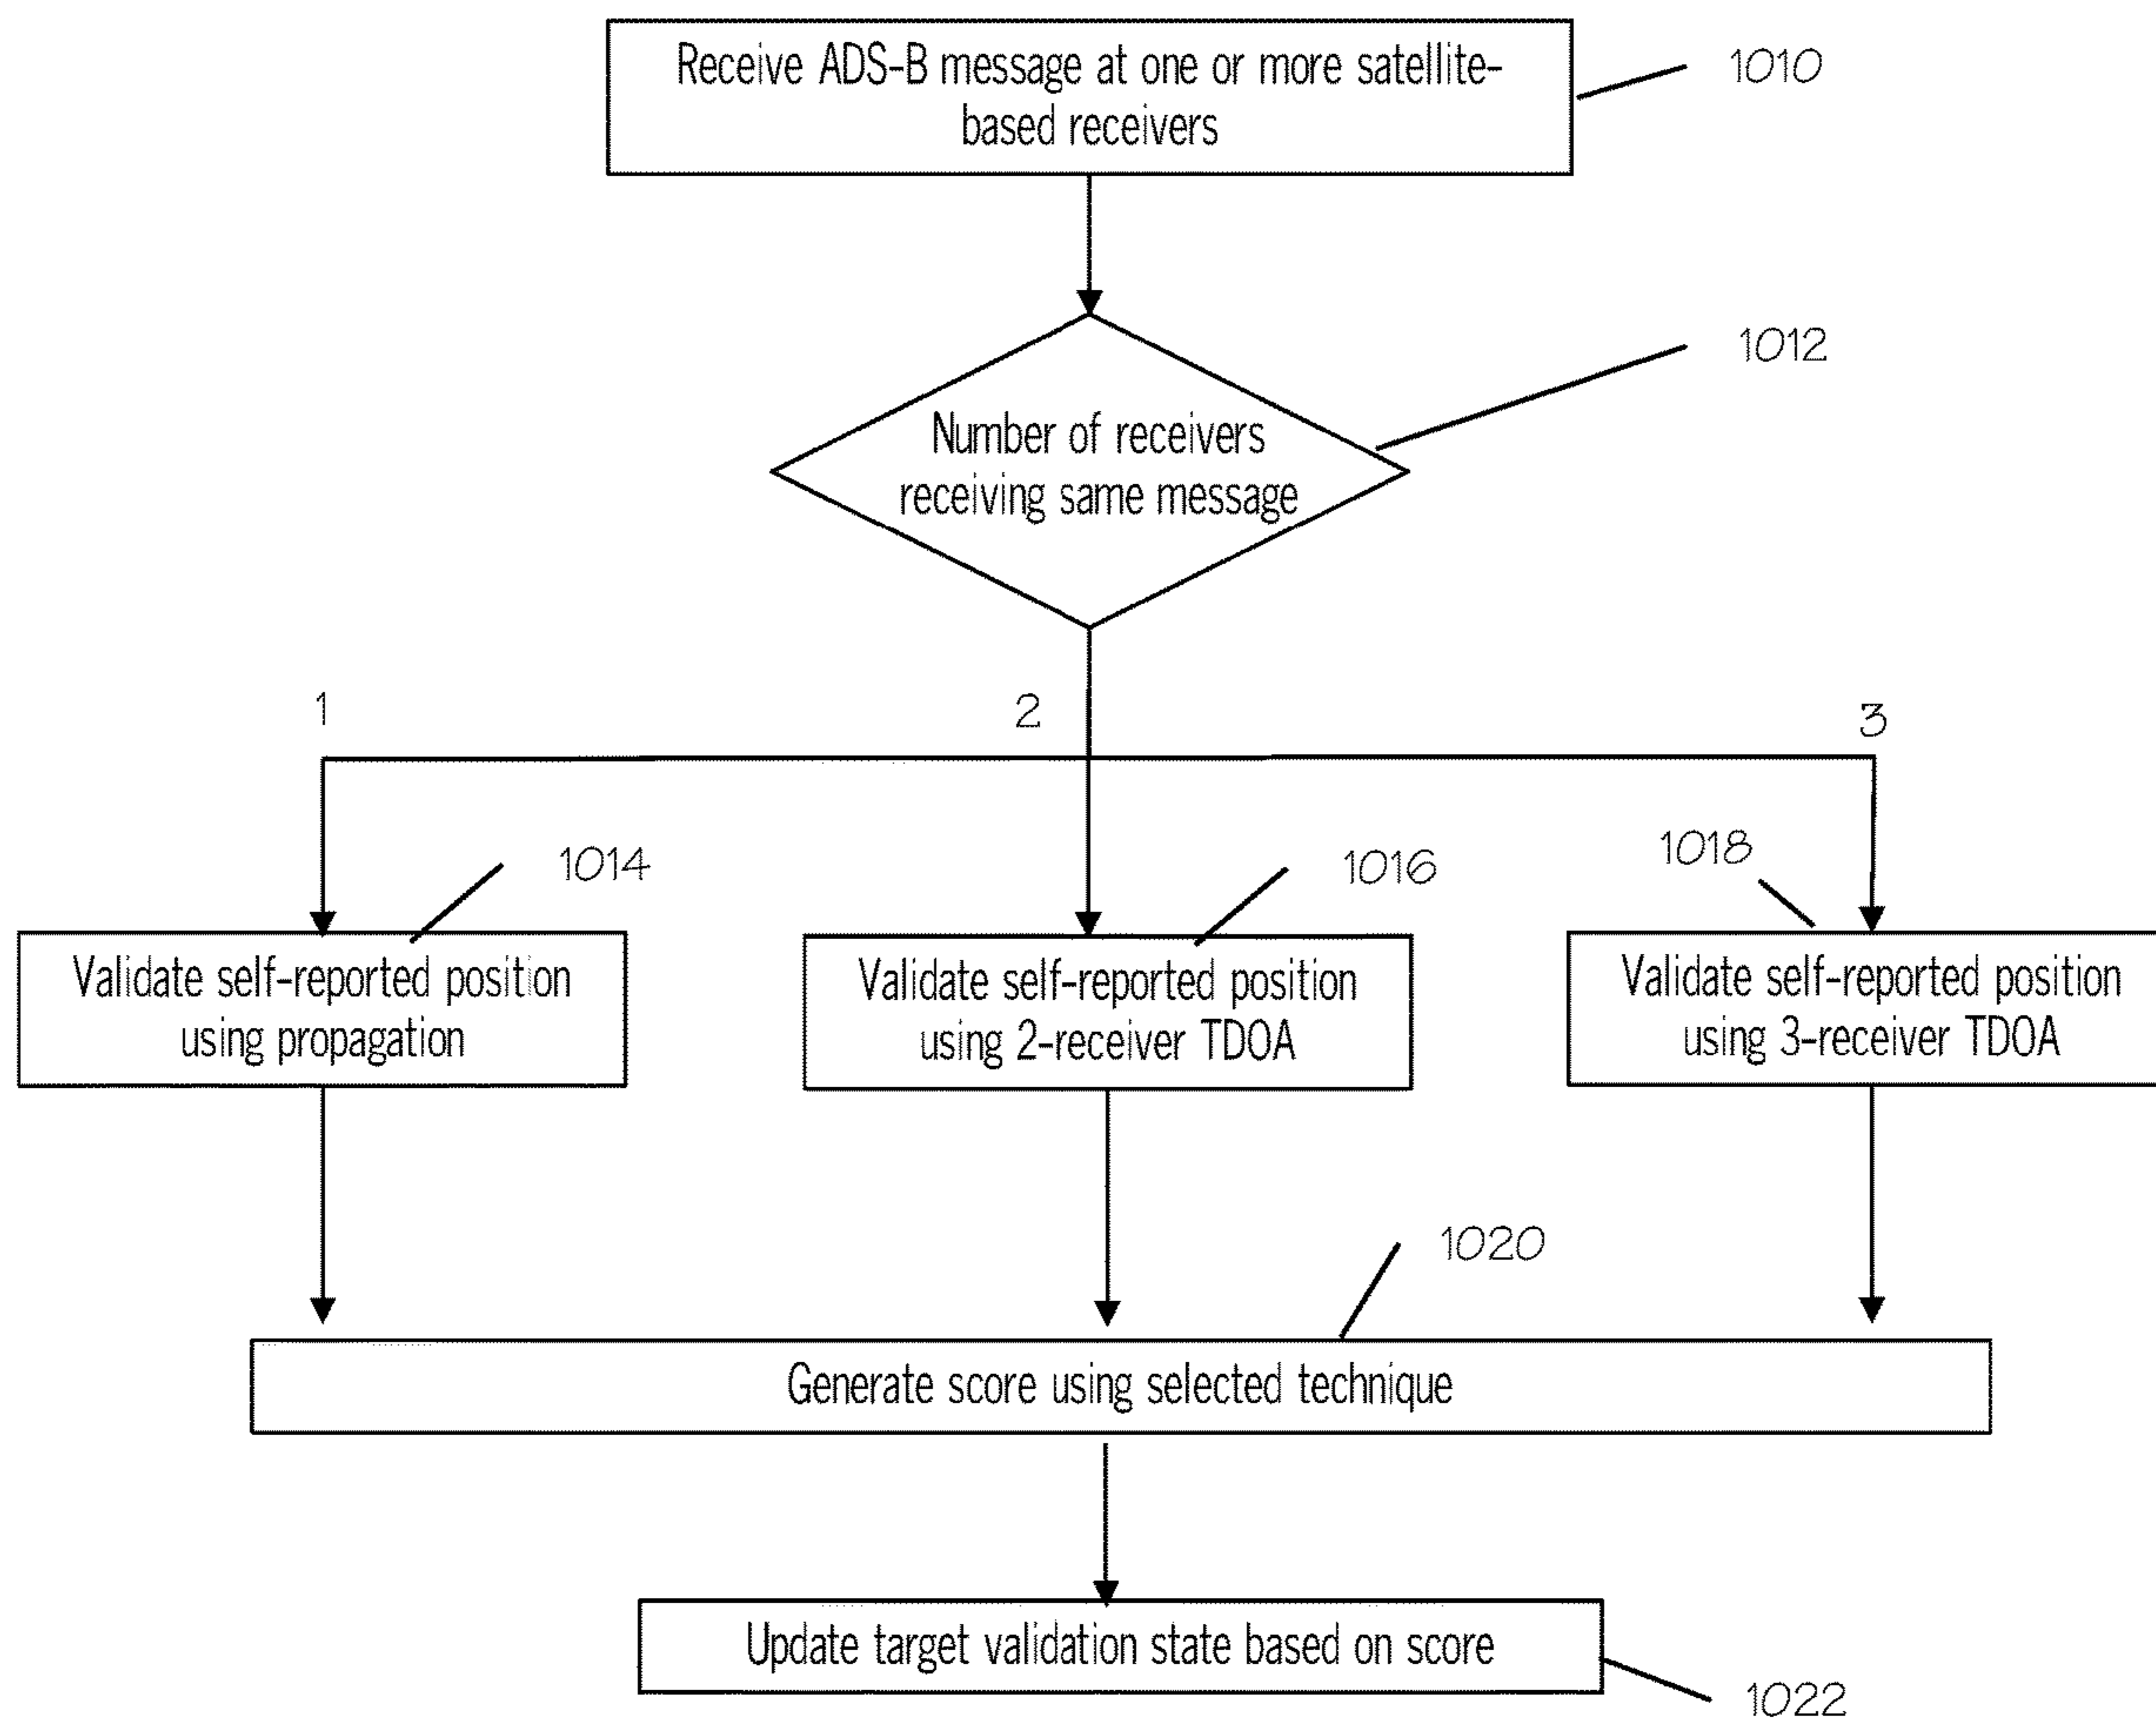 Receive ADS-B message at one or more satellite-
based receivers
1010
Number of receivers
receiving same message
1012
1
2
3
1014
1016
1018
Validate self-reported position
using propagation
Validate self-reported position
using 2-receiver TDOA
Validate self-reported position
using 3-receiver TDOA
1020
Generate score using selected technique
Update target validation state based on score
1022